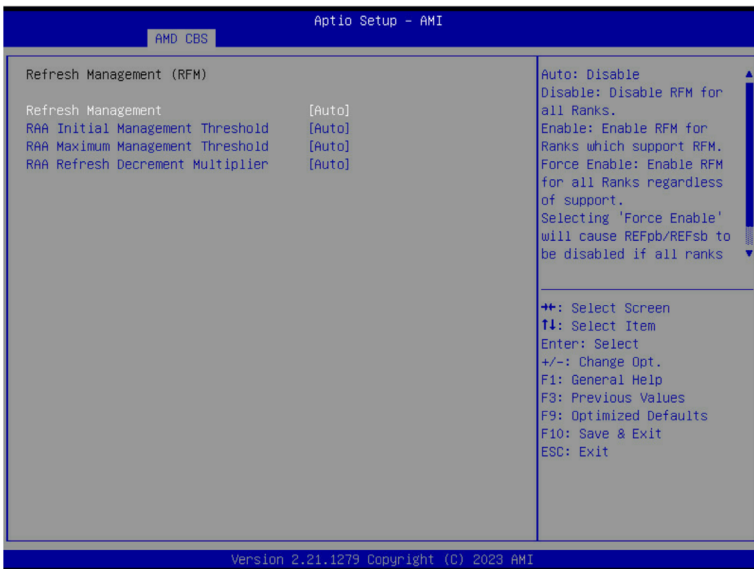 Aptio Setup – AMI
AMD CBS
Refresh Management (RFM)
Refresh Management [Auto]
RAA Initial Management Threshold [Auto]
RAA Maximum Management Threshold [Auto]
RAA Refresh Decrement Multiplier [Auto]
Auto: Disable
Disable: Disable RFM for
all Ranks.
Enable: Enable RFM for
Ranks which support RFM.
Force Enable: Enable RFM
for all Ranks regardless
of support.
Selecting 'Force Enable'
will cause REFpb/REFsb to
be disabled if all ranks
→←: Select Screen
↑↓: Select Item
Enter: Select
+/-: Change Opt.
F1: General Help
F3: Previous Values
F9: Optimized Defaults
F10: Save & Exit
ESC: Exit
Version 2.21.1279 Copyright (C) 2023 AMI